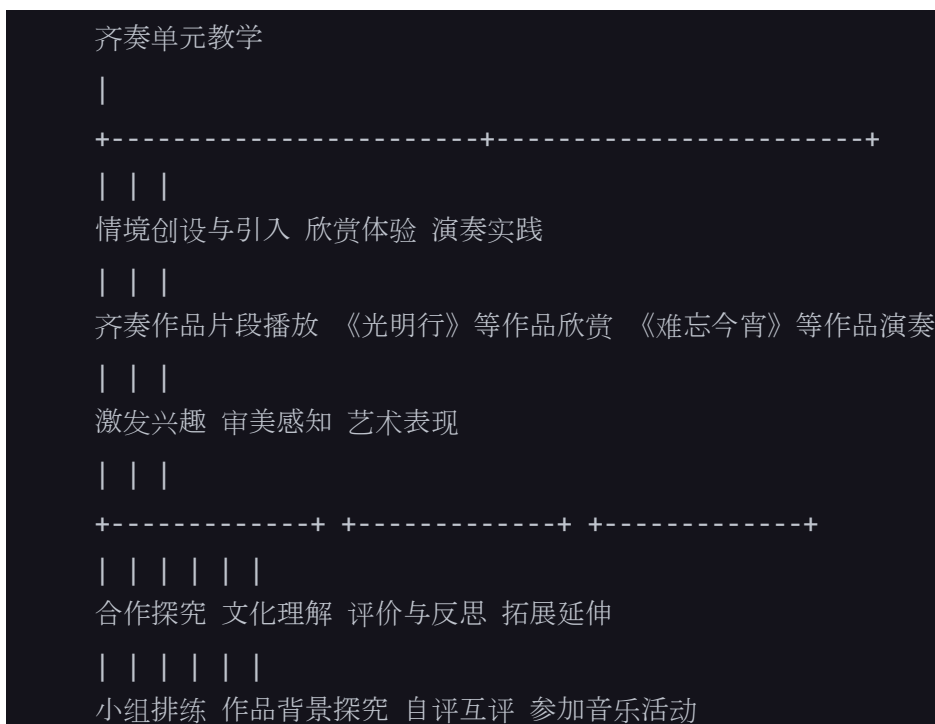 齐奏单元教学
|
+------------------------+------------------------+
| | |
情境创设与引入 欣赏体验 演奏实践
| | |
齐奏作品片段播放 《光明行》等作品欣赏 《难忘今宵》等作品演奏
| | |
激发兴趣 审美感知 艺术表现
| | |
+-------------+ +-------------+ +-------------+
| | | | | |
合作探究 文化理解 评价与反思 拓展延伸
| | | | | |
小组排练 作品背景探究 自评互评 参加音乐活动